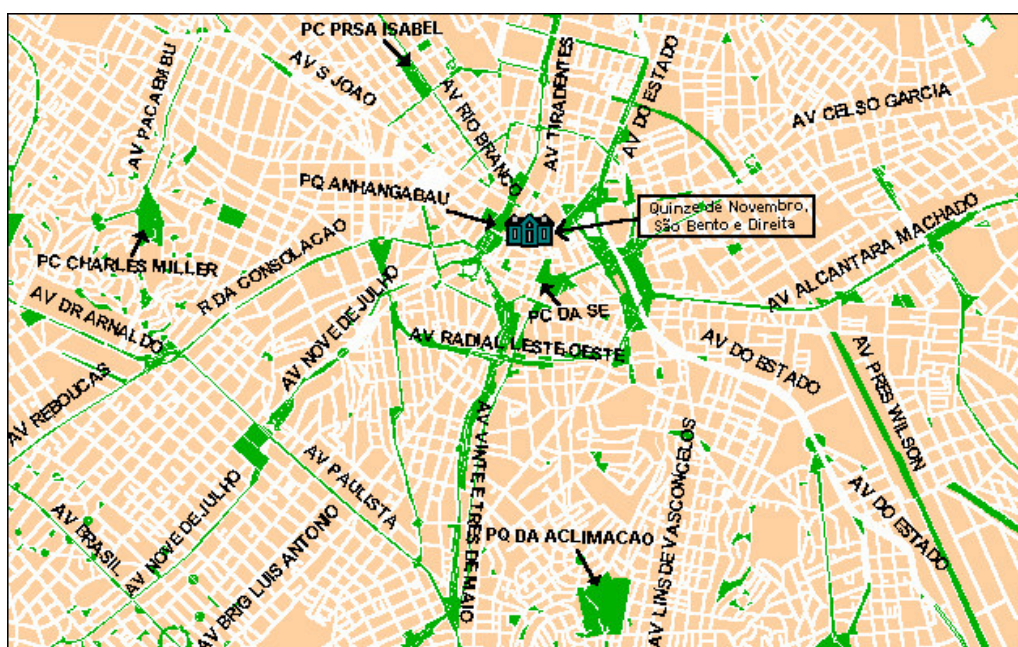 PC PRSA ISABEL
AV PACAEMBU
AV S JOAO
AV RIO BRANCO
AV TIRADENTES
AV DO ESTADO
AV CELSO GARCIA
PQ ANHANGABAU
Quinze de Novembro,
São Bento e Direita
PC CHARLES MILLER
R DA CONSOLACAO
AV ALCANTARA MACHADO
PC DA SE
AV DR ARNALDO
AV NOVE DE JULHO
AV RADIAL LESTE-OESTE
AV DO ESTADO
AV PRES WILSON
AV REBOUCAS
AV PAULISTA
AV VINTE E TRES DE MAIO
AV LINS DE VASCONCELOS
AV DO ESTADO
AV BRASIL
AV NOVE DE JULHO
AV BRIG LUIS ANTONIO
PQ DA ACLIMACAO